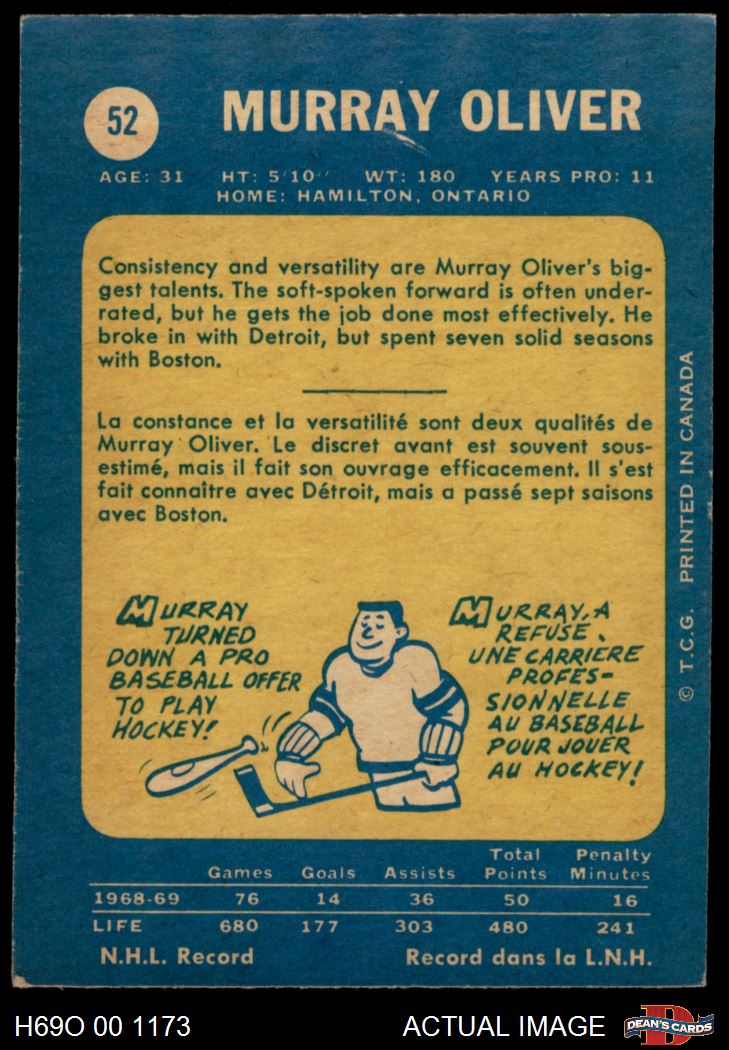 52
MURRAY OLIVER
AGE: 31 HT: 5'10" WT: 180 YEARS PRO: 11
HOME: HAMILTON, ONTARIO
Consistency and versatility are Murray Oliver's big-
gest talents. The soft-spoken forward is often under-
rated, but he gets the job done most effectively. He
broke in with Detroit, but spent seven solid seasons
with Boston.
La constance et la versatilité sont deux qualités de
Murray Oliver. Le discret avant est souvent sous-
estimé, mais il fait son ouvrage efficacement. Il s'est
fait connaître avec Détroit, mais a passé sept saisons
avec Boston.
MURRAY
TURNED
DOWN A PRO
BASEBALL OFFER
TO PLAY
HOCKEY!
MURRAY, A
REFUSE
UNE CARRIERE
PROFES-
SIONNELLE
AU BASEBALL
POUR JOUER
AU HOCKEY!
© T.C.G. PRINTED IN CANADA
Games Goals Assists Total Points Penalty Minutes
1968-69 76 14 36 50 16
LIFE 680 177 303 480 241
N.H.L. Record Record dans la L.N.H.
H69O 00 1173 ACTUAL IMAGE
D
DEAN'S CARDS